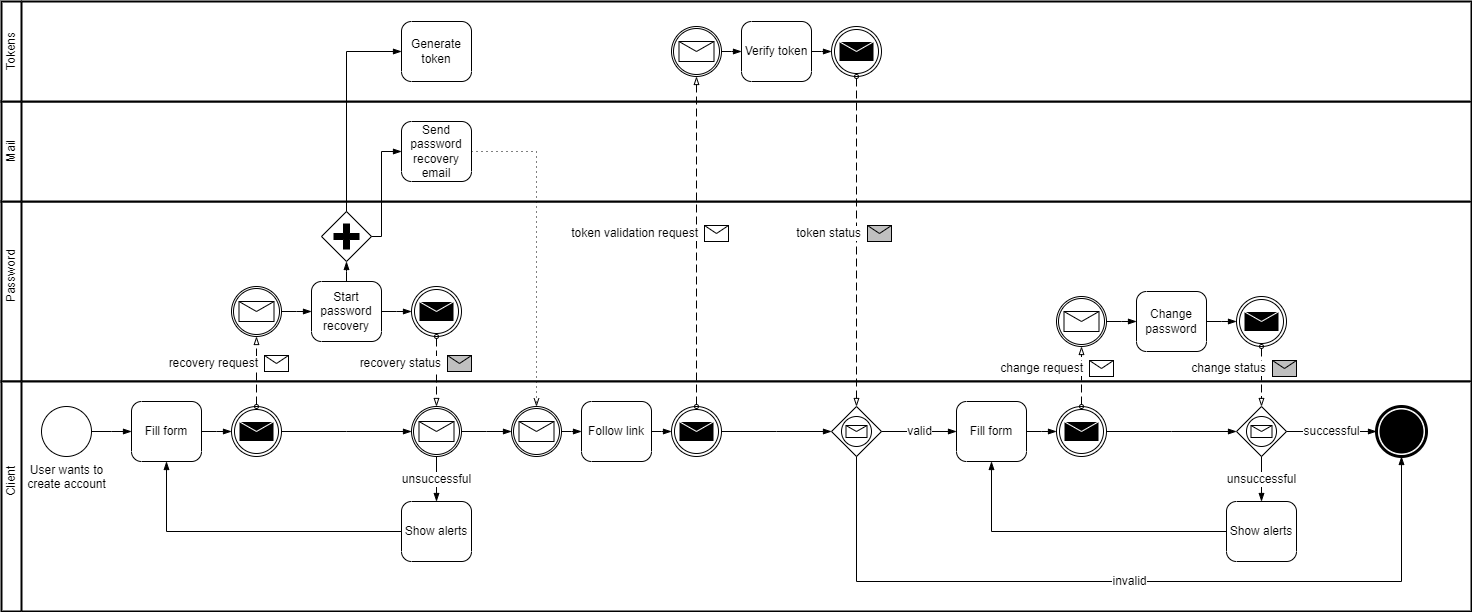 Tokens
Generate
token
Verify token
Mail
Send
password
recovery
email
Password
token validation request
token status
Start
password
recovery
Change
password
recovery request
recovery status
change request
change status
Client
Fill form
Follow link
valid
Fill form
successful
User wants to
create account
unsuccessful
unsuccessful
Show alerts
Show alerts
invalid